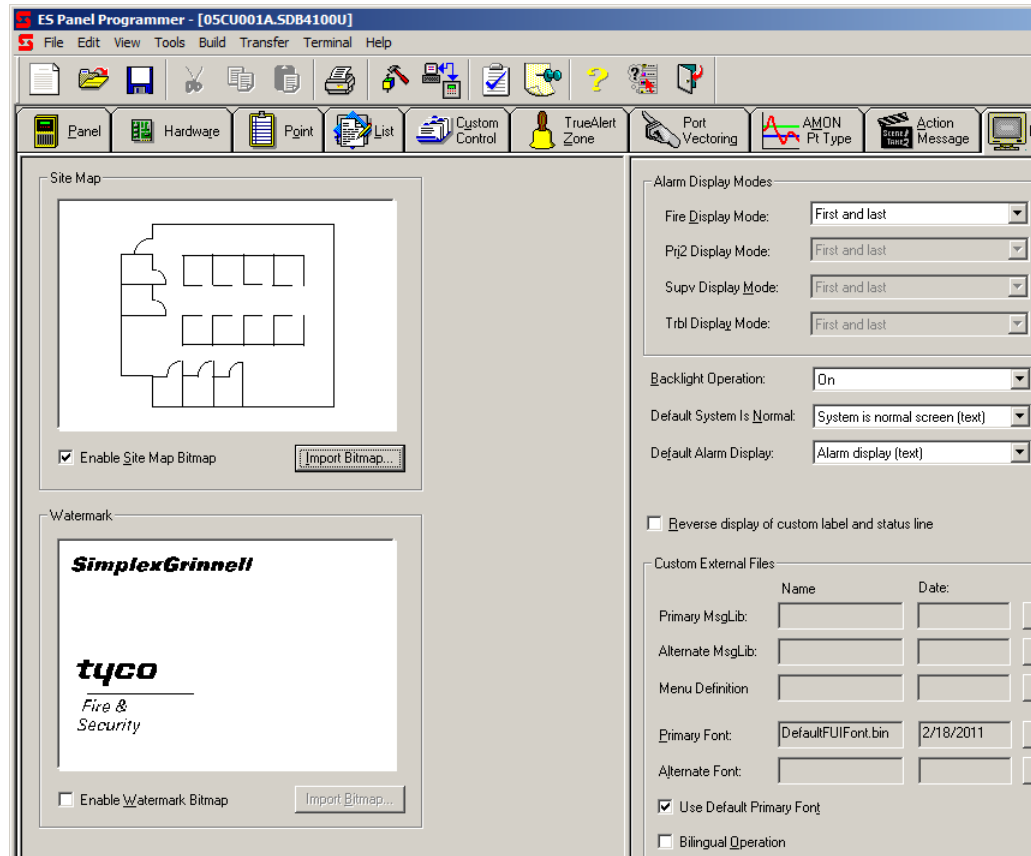 ES Panel Programmer - [05CU001A.SDB4100U]
File Edit View Tools Build Transfer Terminal Help
Panel Hardware Point List Custom Control TrueAlert Zone Port Vectoring AMON Pt Type Action Message
Site Map
Enable Site Map Bitmap Import Bitmap...
Watermark
SimplexGrinnell
tyco
Fire &
Security
Enable Watermark Bitmap Import Bitmap...
Alarm Display Modes
Fire Display Mode: First and last
Pri2 Display Mode: First and last
Supv Display Mode: First and last
Trbl Display Mode: First and last
Backlight Operation: On
Default System Is Normal: System is normal screen (text)
Default Alarm Display: Alarm display (text)
Reverse display of custom label and status line
Custom External Files
Name Date:
Primary MsgLib:
Alternate MsgLib:
Menu Definition
Primary Font: DefaultFUIFont.bin 2/18/2011
Alternate Font:
Use Default Primary Font
Bilingual Operation